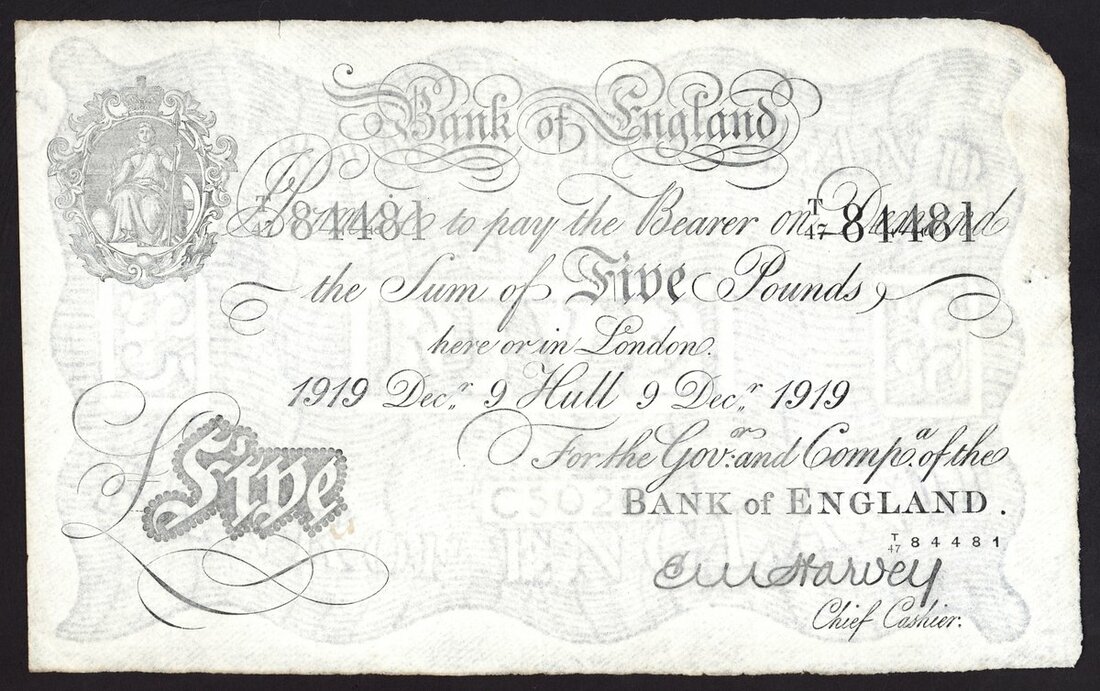 Bank of England
I Promise to pay the Bearer on Demand
T/47 84481 T/47 84481
the Sum of Five Pounds
here or in London.
1919 Decr. 9 Hull 9 Decr. 1919
For the Govr. and Compa. of the
BANK of ENGLAND.
£Five
T/47 84481
E M Harvey
Chief Cashier.